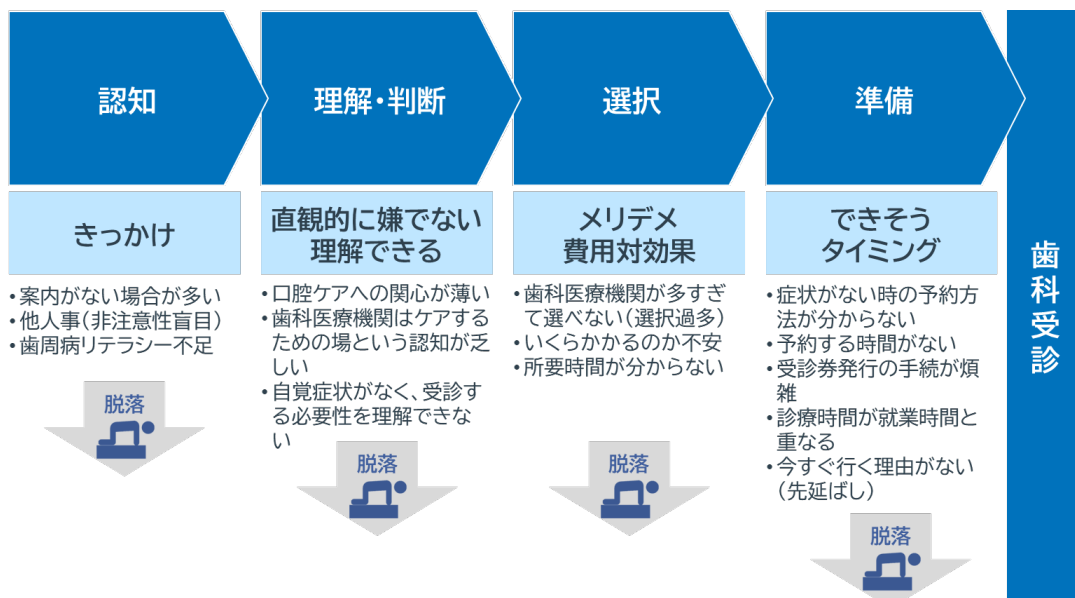 認知
きっかけ
・案内がない場合が多い
・他人事（非注意性盲目）
・歯周病リテラシー不足
脱落
理解・判断
直観的に嫌でない
理解できる
・口腔ケアへの関心が薄い
・歯科医療機関はケアする
ための場という認知が乏
しい
・自覚症状がなく、受診す
る必要性を理解できな
い
脱落
選択
メリデメ
費用対効果
・歯科医療機関が多すぎ
て選べない（選択過多）
・いくらかかるのか不安
・所要時間が分からない
脱落
準備
できそう
タイミング
・症状がない時の予約方
法が分からない
・予約する時間がない
・受診券発行の手続が煩
雑
・診療時間が就業時間と
重なる
・今すぐ行く理由がない
（先延ばし）
脱落
歯科受診